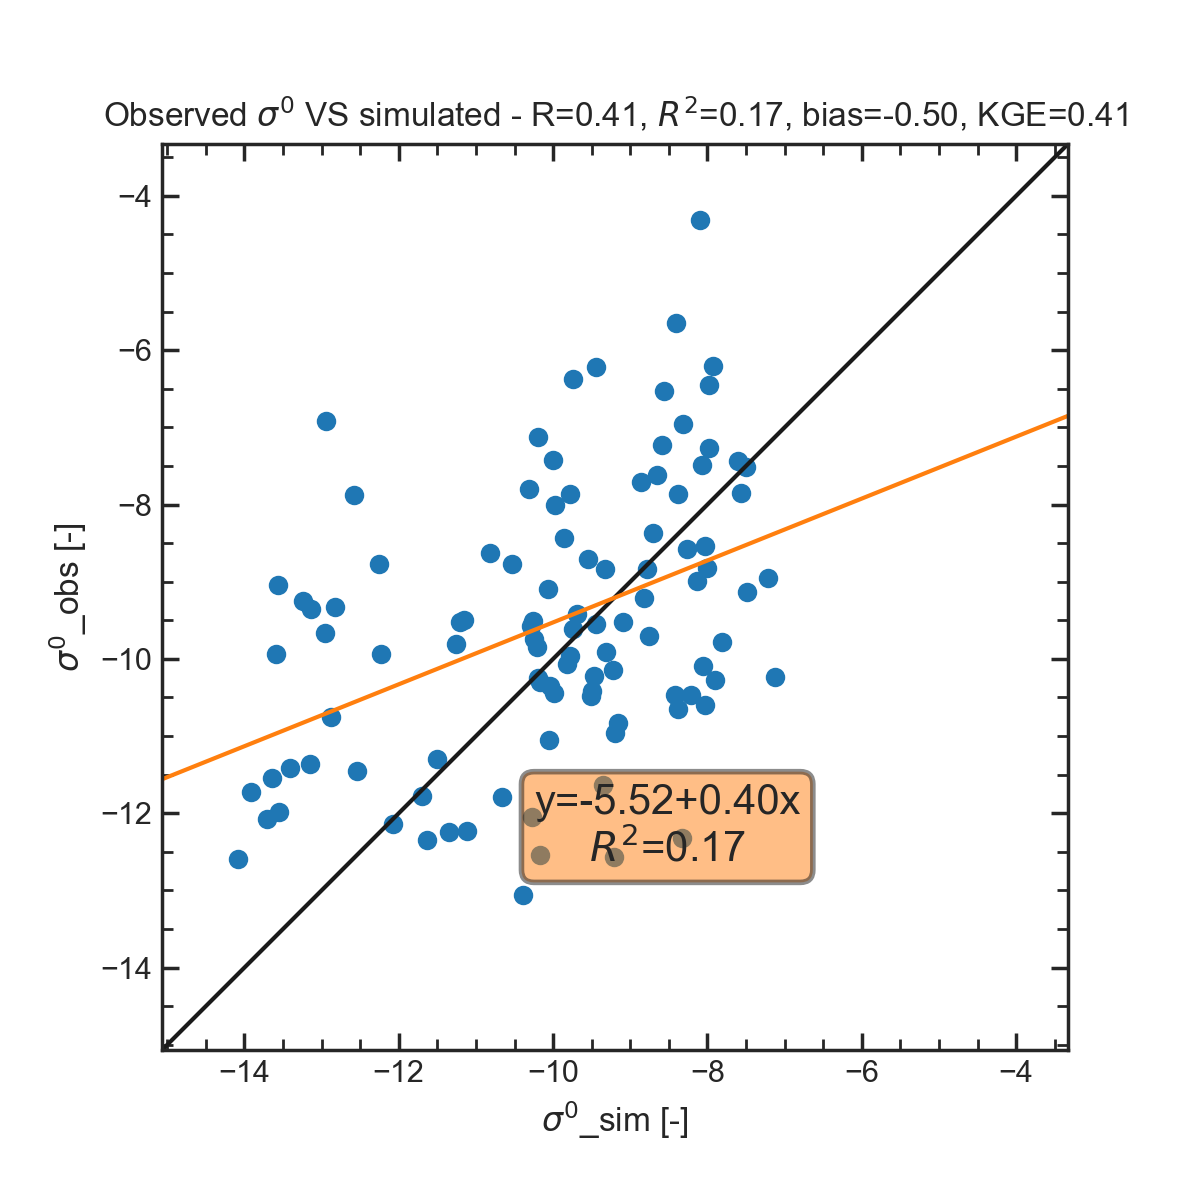 Observed σ⁰ VS simulated - R=0.41, R²=0.17, bias=-0.50, KGE=0.41
−4
−6
−8
−10
−12
−14
σ⁰_obs [-]
y=-5.52+0.40x
R²=0.17
−14 −12 −10 −8 −6 −4
σ⁰_sim [-]